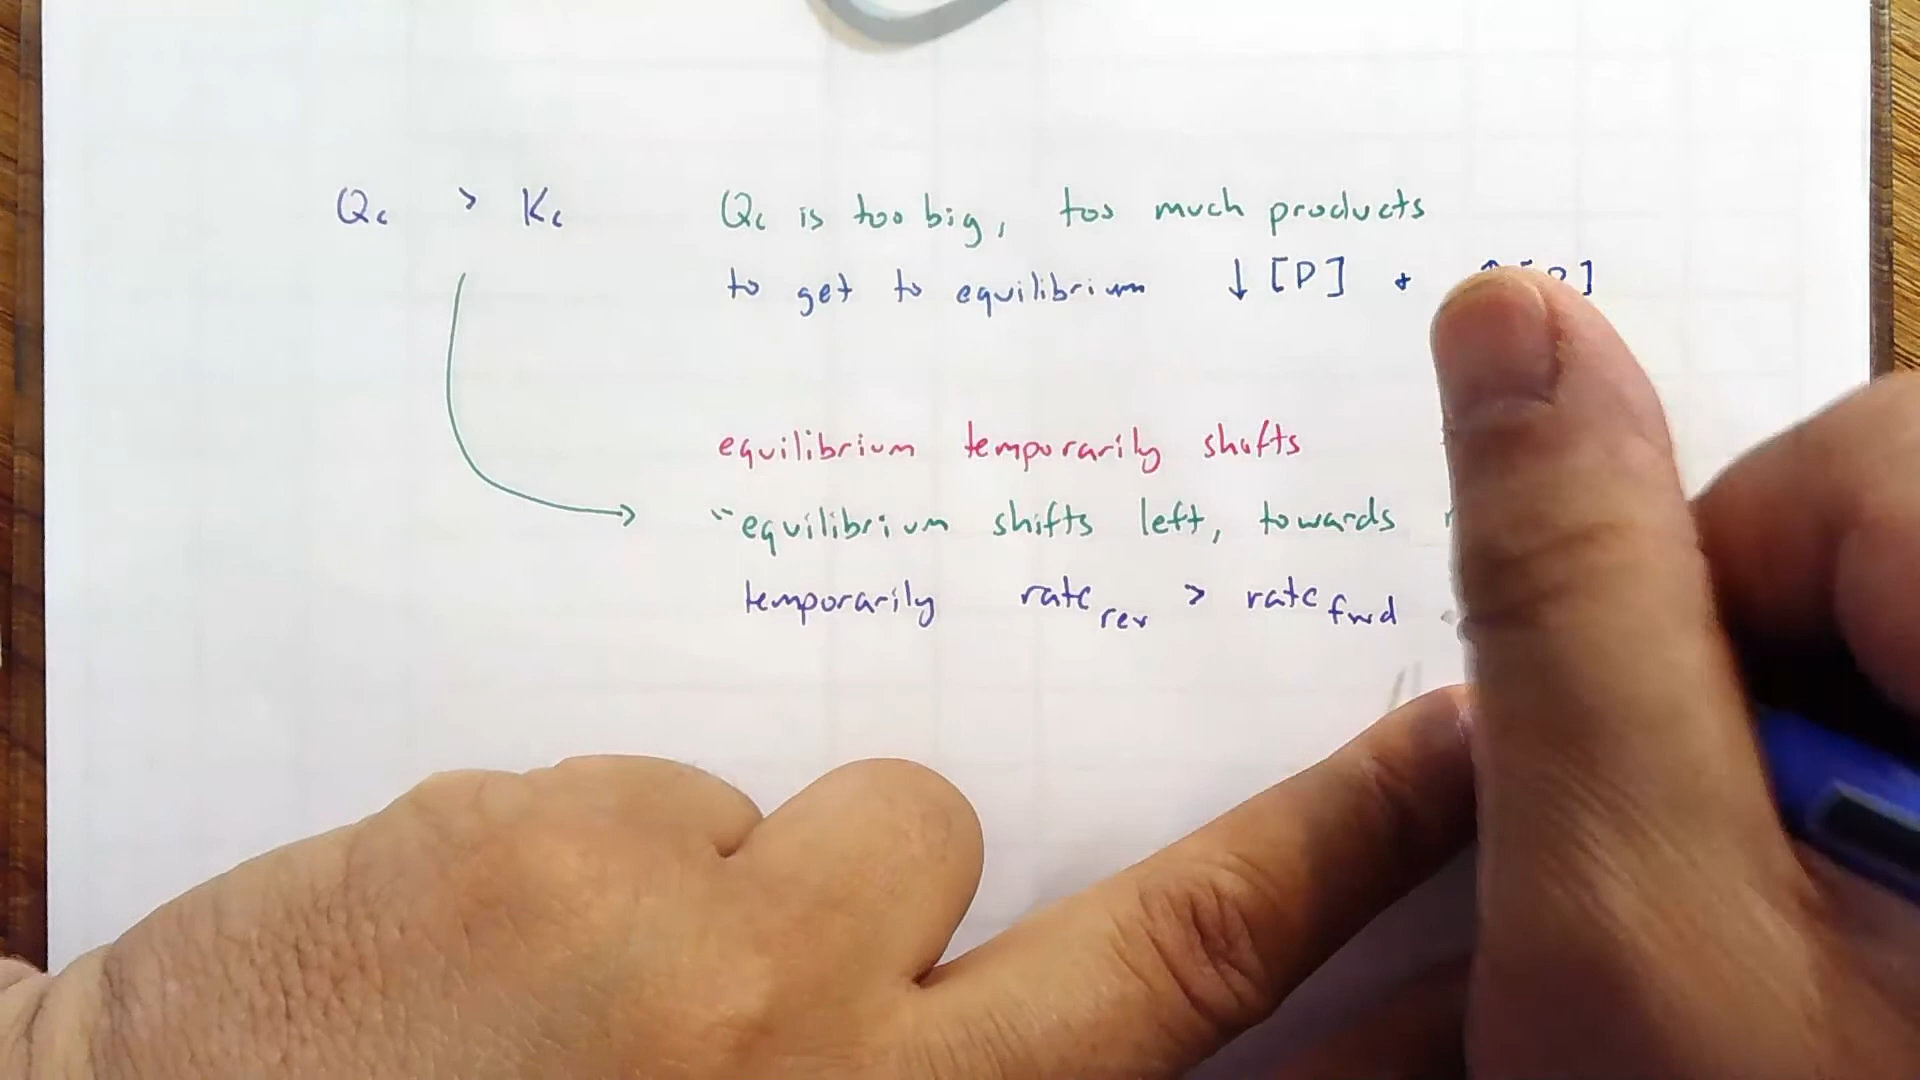 Qc > Kc Qc is too big, too much products
to get to equilibrium ↓ [P] +
equilibrium temporarily shifts
"equilibrium shifts left, towards
temporarily rate rev > rate fwd